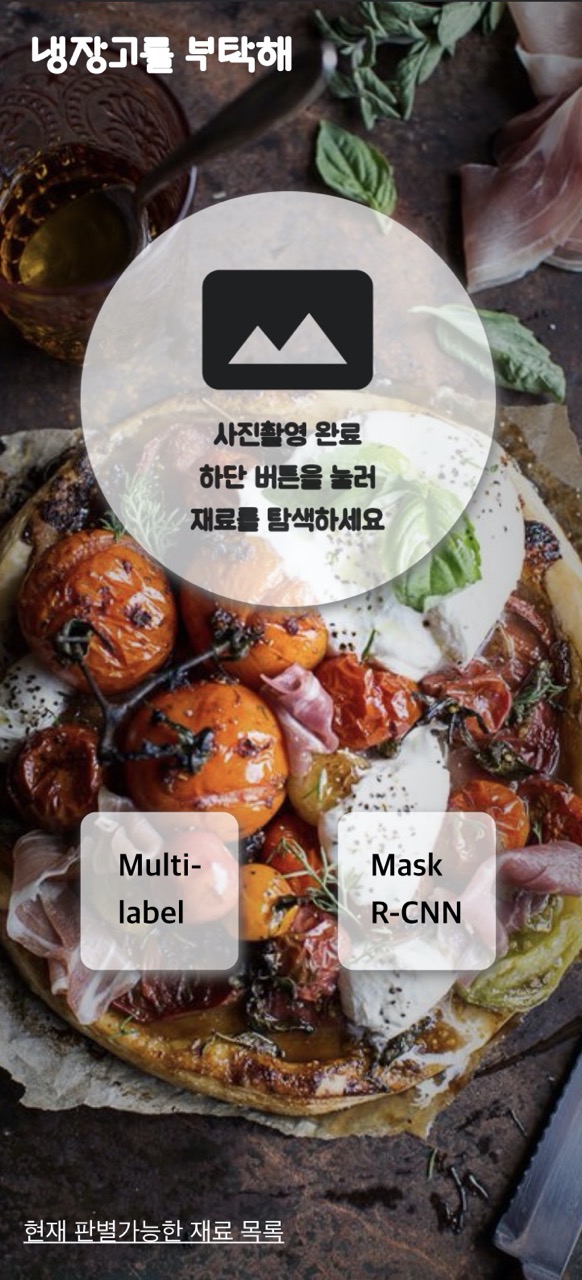 냉장고를 부탁해
사진촬영 완료
하단 버튼을 눌러
재료를 탐색하세요
Multi-
label
Mask
R-CNN
현재 판별가능한 재료 목록